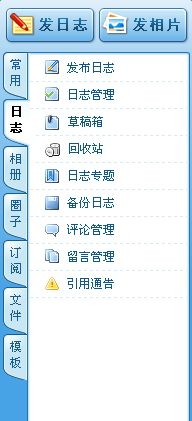 发日志
发相片
常用
日志
相册
圈子
订阅
文件
模板
发布日志
日志管理
草稿箱
回收站
日志专题
备份日志
评论管理
留言管理
引用通告